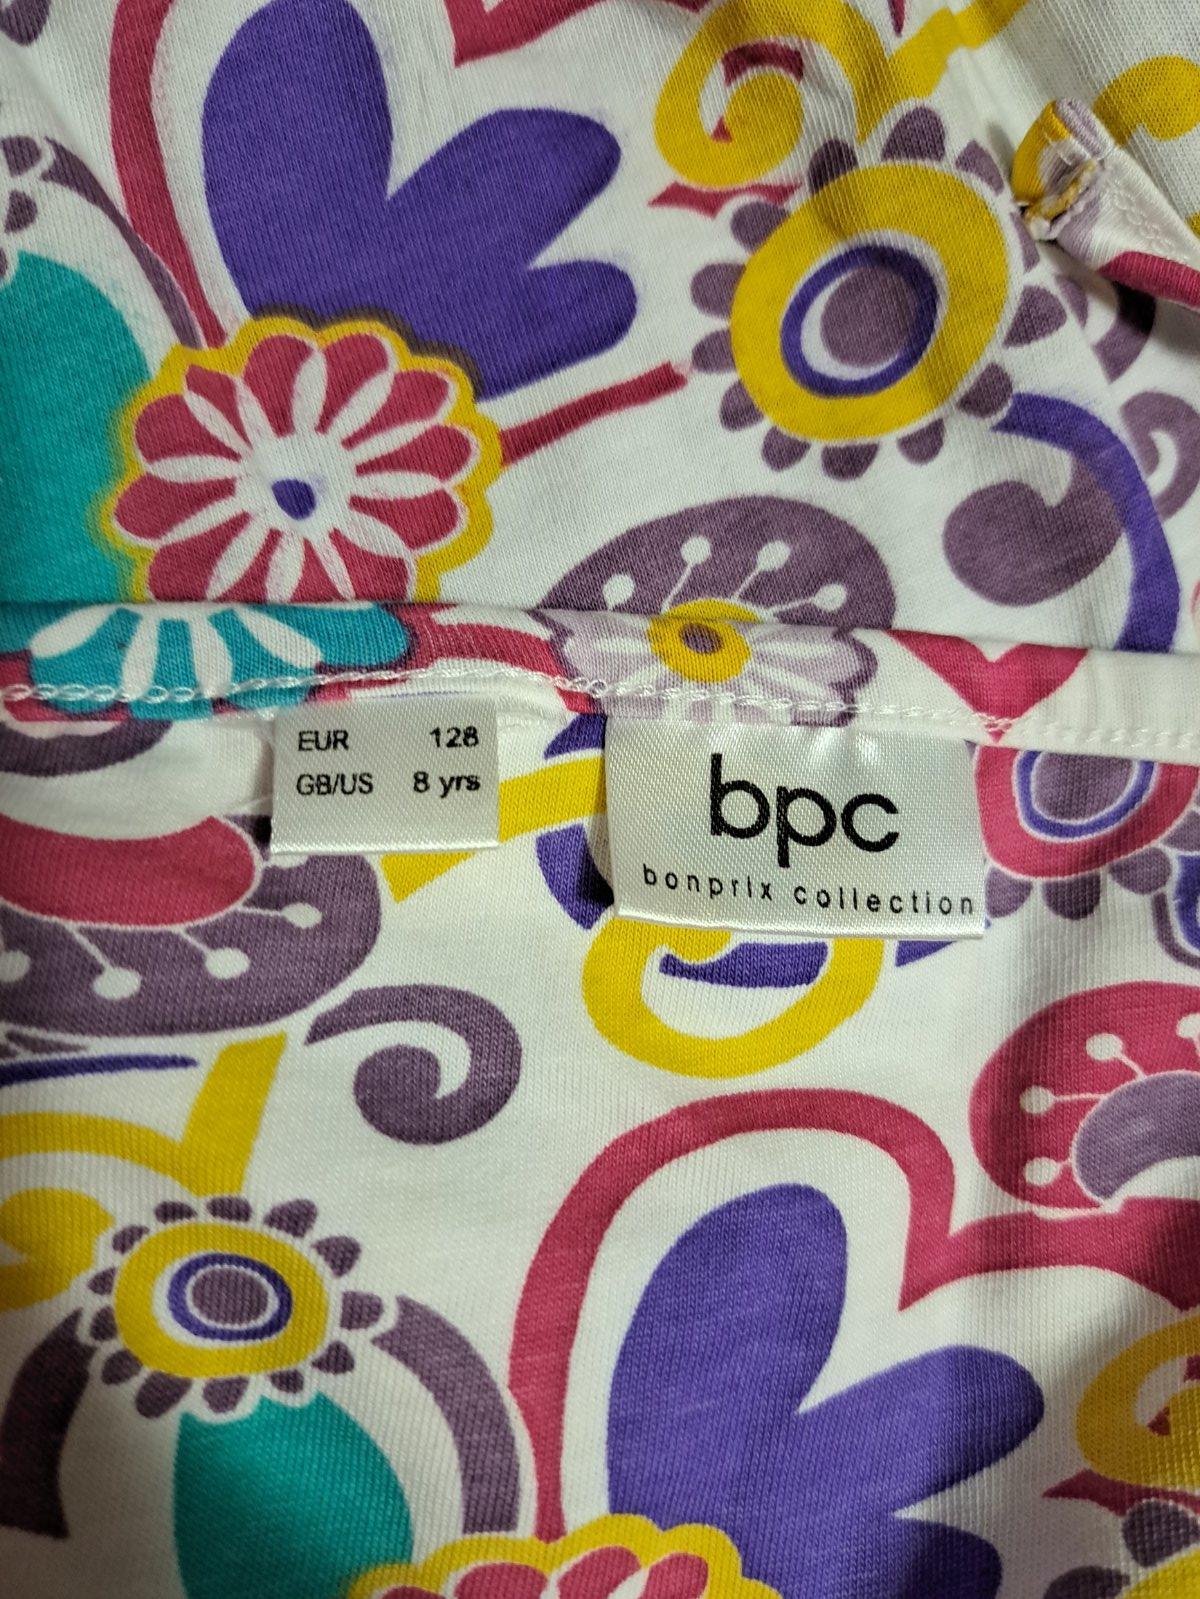 EUR 128
GB/US 8 yrs
bpc
bonprix collection